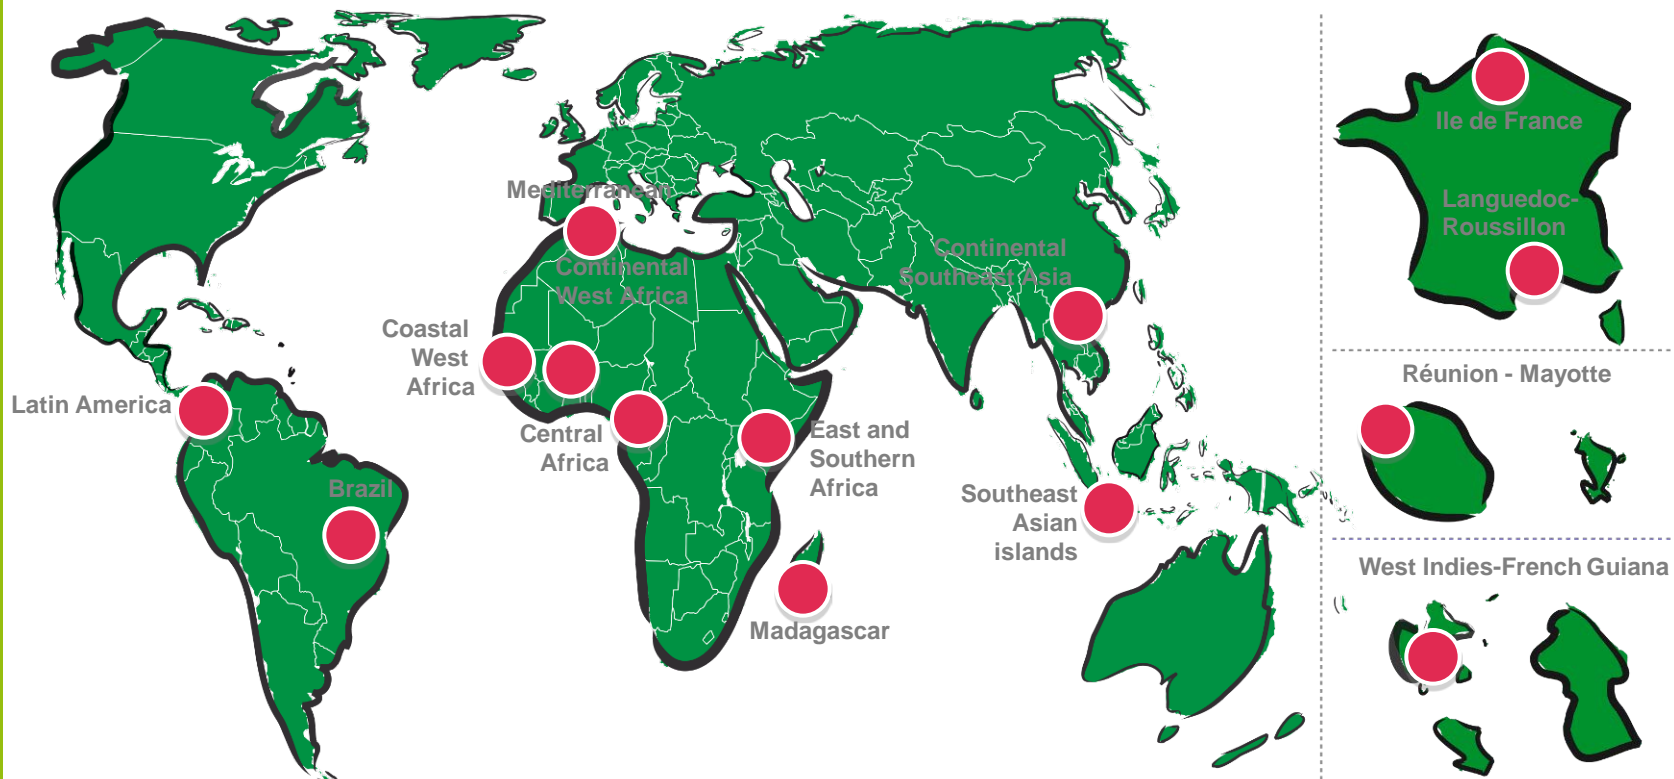 Ile de France
Mediterranean
Languedoc-
Roussillon
Continental
Southeast Asia
Continental
West Africa
Coastal
West
Africa
Réunion - Mayotte
Latin America
Central
Africa
East and
Southern
Africa
Brazil
Southeast
Asian
islands
West Indies-French Guiana
Madagascar